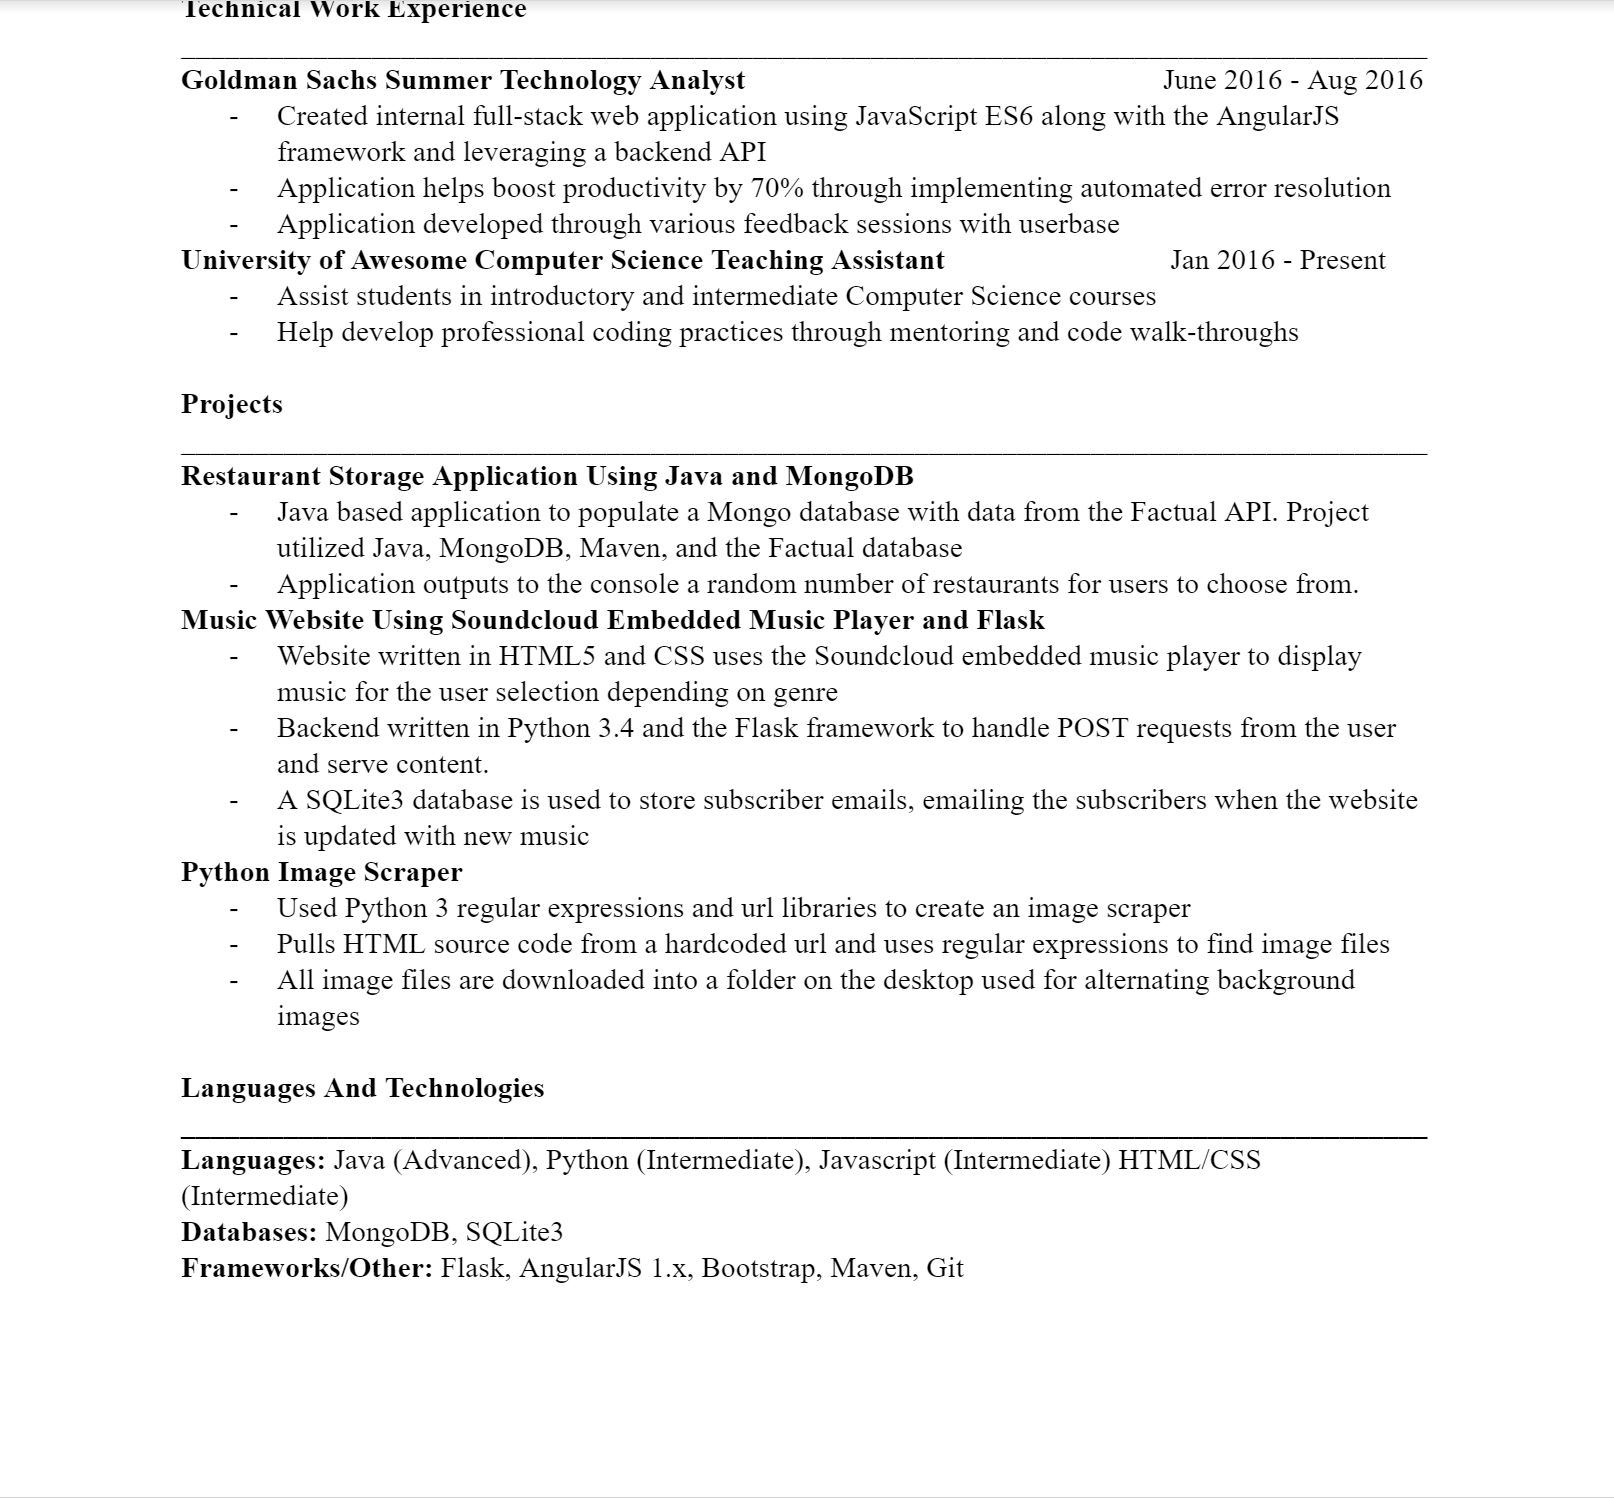 Technical Work Experience
Goldman Sachs Summer Technology Analyst June 2016 - Aug 2016
- Created internal full-stack web application using JavaScript ES6 along with the AngularJS
framework and leveraging a backend API
- Application helps boost productivity by 70% through implementing automated error resolution
- Application developed through various feedback sessions with userbase
University of Awesome Computer Science Teaching Assistant Jan 2016 - Present
- Assist students in introductory and intermediate Computer Science courses
- Help develop professional coding practices through mentoring and code walk-throughs
Projects
Restaurant Storage Application Using Java and MongoDB
- Java based application to populate a Mongo database with data from the Factual API. Project
utilized Java, MongoDB, Maven, and the Factual database
- Application outputs to the console a random number of restaurants for users to choose from.
Music Website Using Soundcloud Embedded Music Player and Flask
- Website written in HTML5 and CSS uses the Soundcloud embedded music player to display
music for the user selection depending on genre
- Backend written in Python 3.4 and the Flask framework to handle POST requests from the user
and serve content.
- A SQLite3 database is used to store subscriber emails, emailing the subscribers when the website
is updated with new music
Python Image Scraper
- Used Python 3 regular expressions and url libraries to create an image scraper
- Pulls HTML source code from a hardcoded url and uses regular expressions to find image files
- All image files are downloaded into a folder on the desktop used for alternating background
images
Languages And Technologies
Languages: Java (Advanced), Python (Intermediate), Javascript (Intermediate) HTML/CSS
(Intermediate)
Databases: MongoDB, SQLite3
Frameworks/Other: Flask, AngularJS 1.x, Bootstrap, Maven, Git